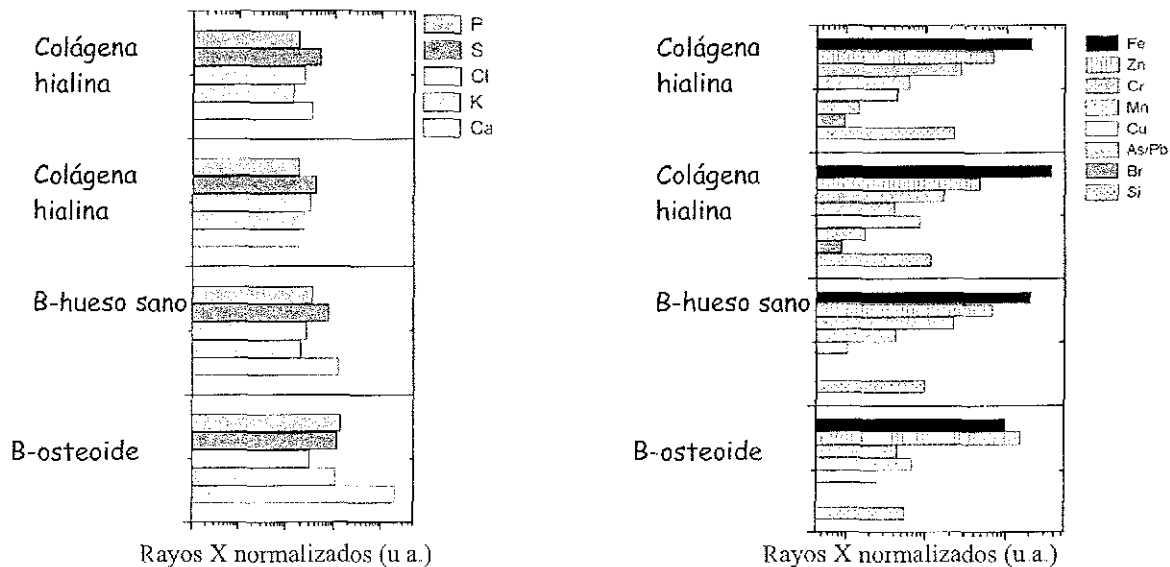 Colágena
hialina
Colágena
hialina
B-hueso sano
B-osteoide
Rayos X normalizados (u.a.)
P
S
Cl
K
Ca
Colágena
hialina
Colágena
hialina
B-hueso sano
B-osteoide
Rayos X normalizados (u.a.)
Fe
Zn
Cr
Mn
Cu
As/Pb
Br
Si